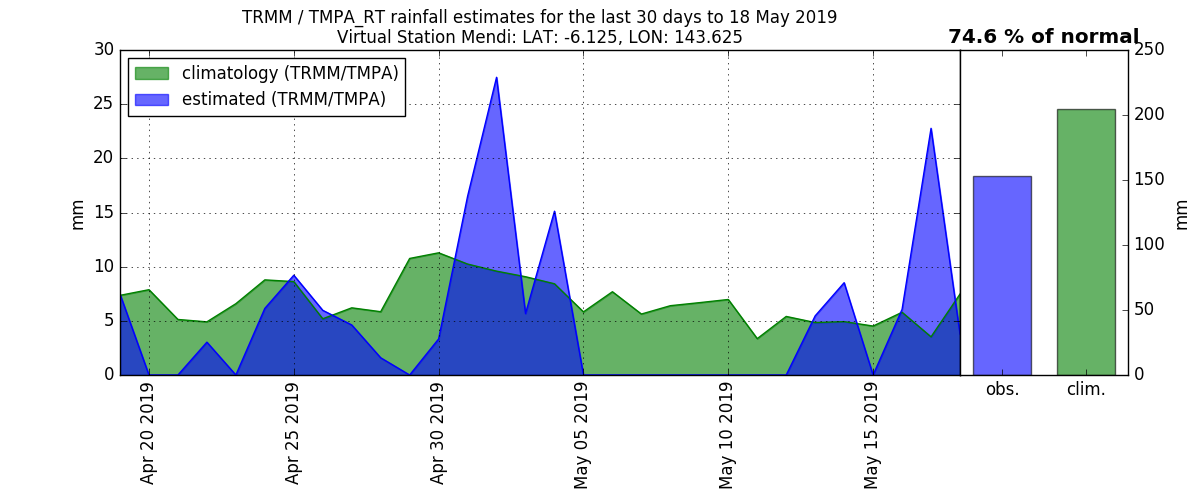 TRMM / TMPA_RT rainfall estimates for the last 30 days to 18 May 2019
Virtual Station Mendi: LAT: -6.125, LON: 143.625
74.6 % of normal
climatology (TRMM/TMPA)
estimated (TRMM/TMPA)
30
25
20
15
10
5
0
mm
250
200
150
100
50
0
mm
Apr 20 2019
Apr 25 2019
Apr 30 2019
May 05 2019
May 10 2019
May 15 2019
obs.
clim.